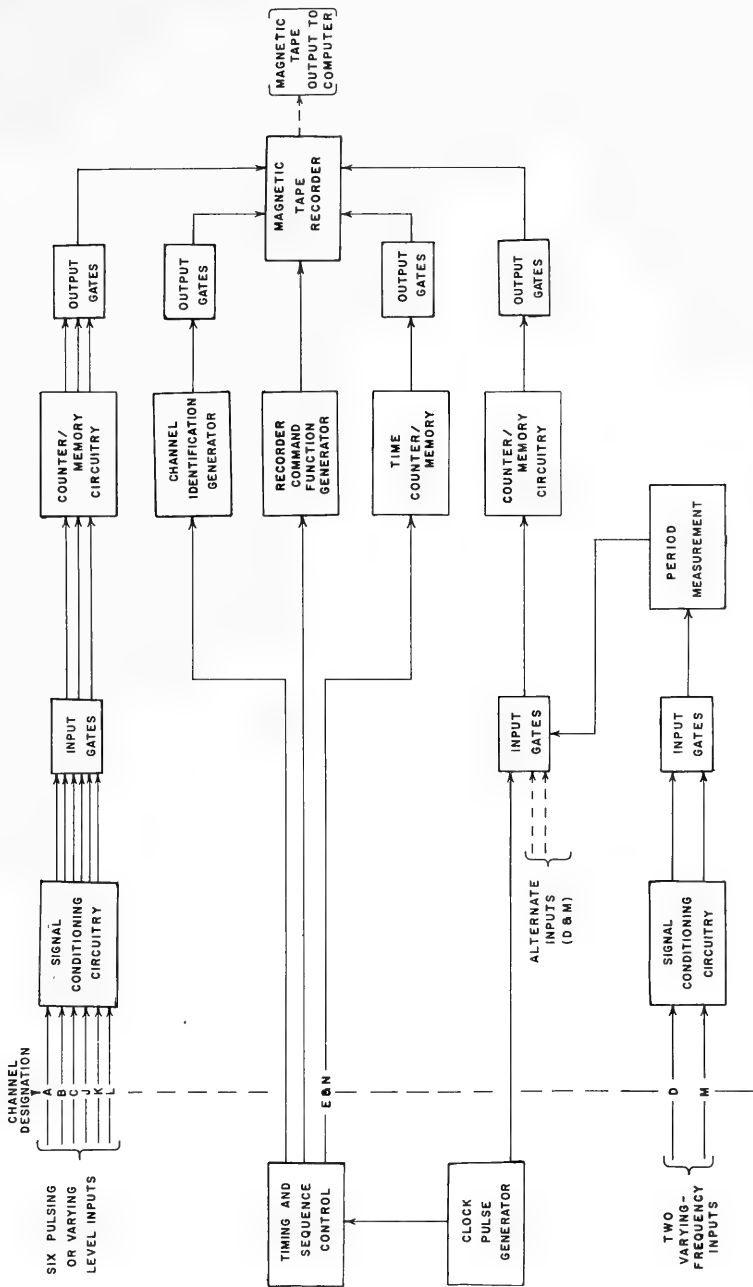 CHANNEL
DESIGNATION
SIX PULSING
OR VARYING
LEVEL INPUTS
A
B
C
J
K
L
SIGNAL
CONDITIONING
CIRCUITRY
INPUT
GATES
COUNTER/
MEMORY
CIRCUITRY
OUTPUT
GATES
TIMING AND
SEQUENCE
CONTROL
E & N
CHANNEL
IDENTIFICATION
GENERATOR
OUTPUT
GATES
RECORDER
COMMAND
FUNCTION
GENERATOR
MAGNETIC
TAPE
RECORDER
MAGNETIC
TAPE
OUTPUT TO
COMPUTER
TIME
COUNTER/
MEMORY
OUTPUT
GATES
CLOCK
PULSE
GENERATOR
ALTERNATE
INPUTS
(D & M)
INPUT
GATES
COUNTER/
MEMORY
CIRCUITRY
OUTPUT
GATES
TWO
VARYING-
FREQUENCY
INPUTS
D
M
SIGNAL
CONDITIONING
CIRCUITRY
INPUT
GATES
PERIOD
MEASUREMENT